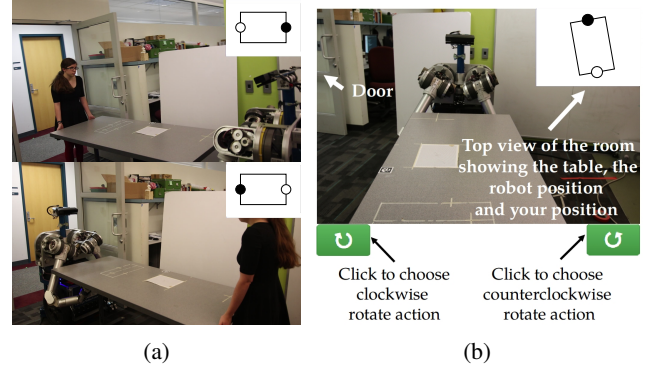 Door
Top view of the room
showing the table, the
robot position
and your position
Click to choose
clockwise
rotate action
Click to choose
counterclockwise
rotate action
(a)
(b)